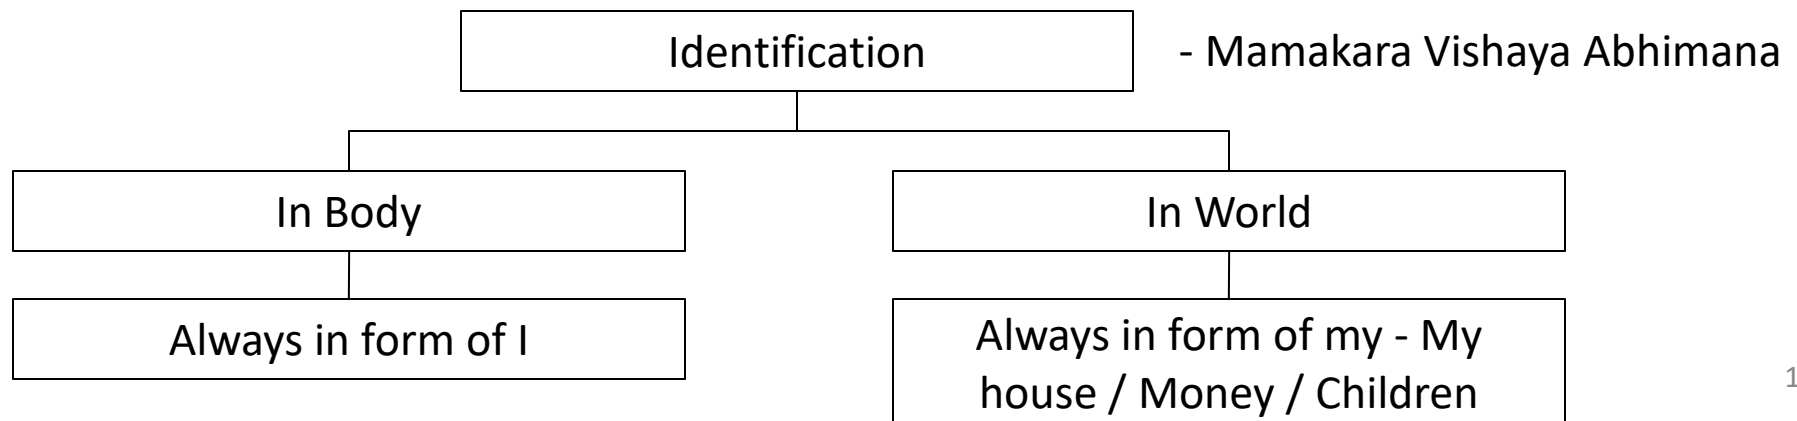 Identification
- Mamakara Vishaya Abhimana
In Body
In World
Always in form of I
Always in form of my - My
house / Money / Children
1